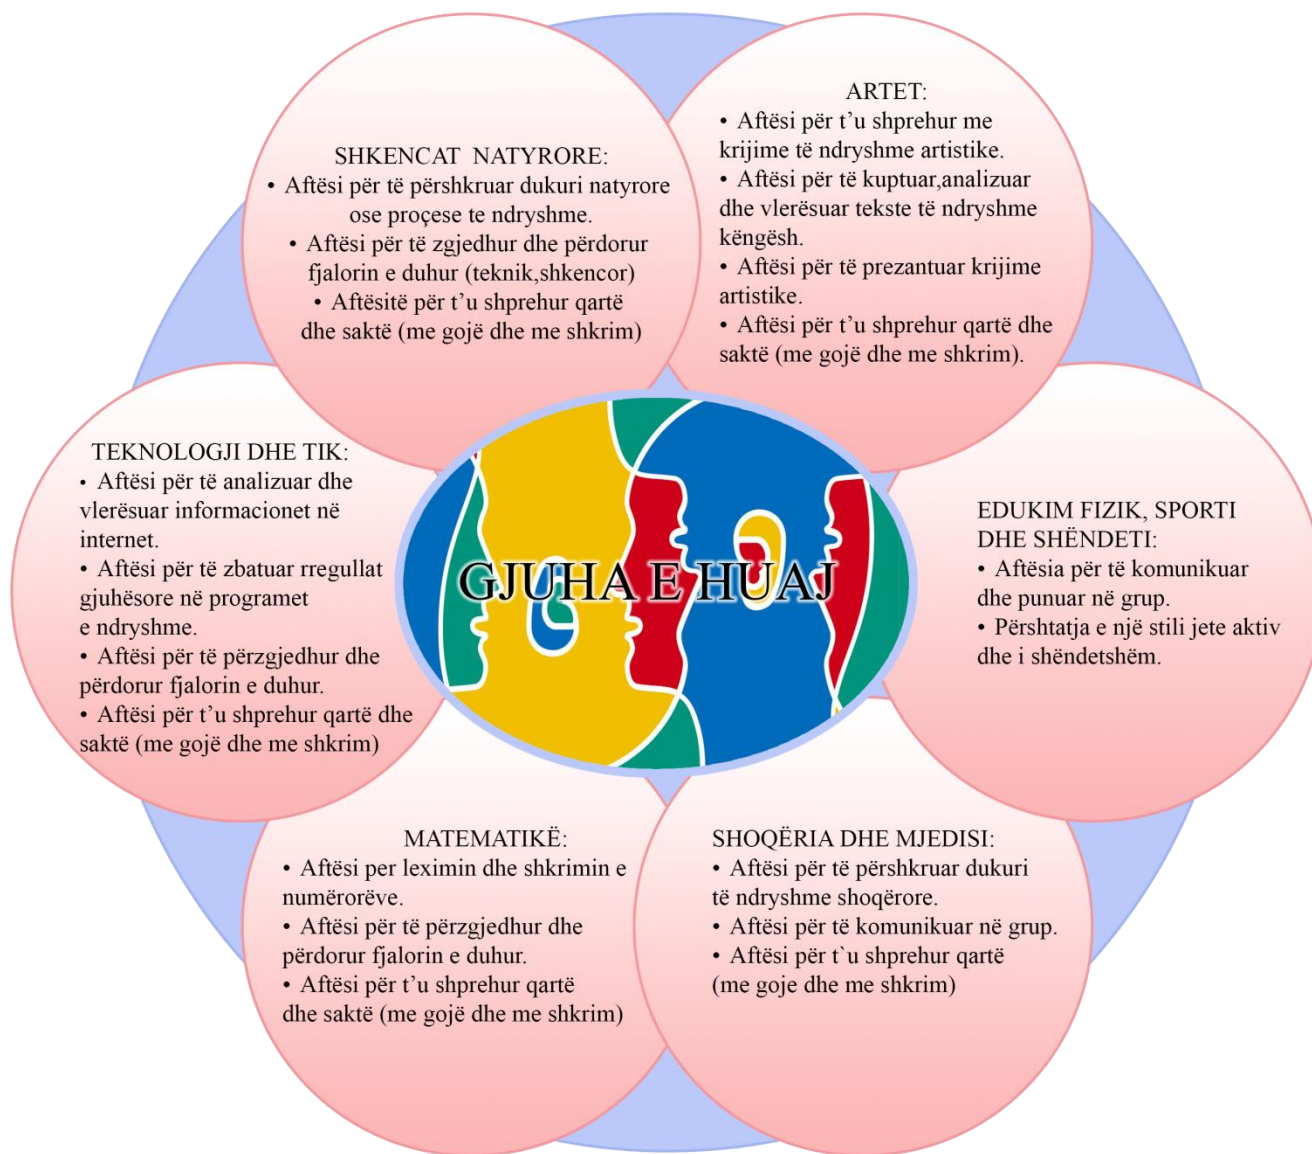 SHKENCAT  NATYRORE:
• Aftësi për të përshkruar dukuri natyrore
ose proçese te ndryshme.
• Aftësi për të zgjedhur dhe përdorur
fjalorin e duhur (teknik,shkencor)
• Aftësitë për t’u shprehur qartë
dhe saktë (me gojë dhe me shkrim)
ARTET:
• Aftësi për t’u shprehur me
krijime të ndryshme artistike.
• Aftësi për të kuptuar,analizuar
dhe vlerësuar tekste të ndryshme
këngësh.
• Aftësi për të prezantuar krijime
artistike.
• Aftësi për t’u shprehur qartë dhe
saktë (me gojë dhe me shkrim).
TEKNOLOGJI DHE TIK:
• Aftësi për të analizuar dhe
vlerësuar informacionet në
internet.
• Aftësi për të zbatuar rregullat
gjuhësore në programet
e ndryshme.
• Aftësi për të përzgjedhur dhe
përdorur fjalorin e duhur.
• Aftësi për t’u shprehur qartë dhe
saktë (me gojë dhe me shkrim)
GJUHA E HUAJ
EDUKIM FIZIK, SPORTI
DHE SHËNDETI:
• Aftësia për të komunikuar
dhe punuar në grup.
• Përshtatja e një stili jete aktiv
dhe i shëndetshëm.
MATEMATIKË:
• Aftësi per leximin dhe shkrimin e
numërorëve.
• Aftësi për të përzgjedhur dhe
përdorur fjalorin e duhur.
• Aftësi për t’u shprehur qartë
dhe saktë (me gojë dhe me shkrim)
SHOQËRIA DHE MJEDISI:
• Aftësi për të përshkruar dukuri
të ndryshme shoqërore.
• Aftësi për të komunikuar në grup.
• Aftësi për t`u shprehur qartë
(me goje dhe me shkrim)